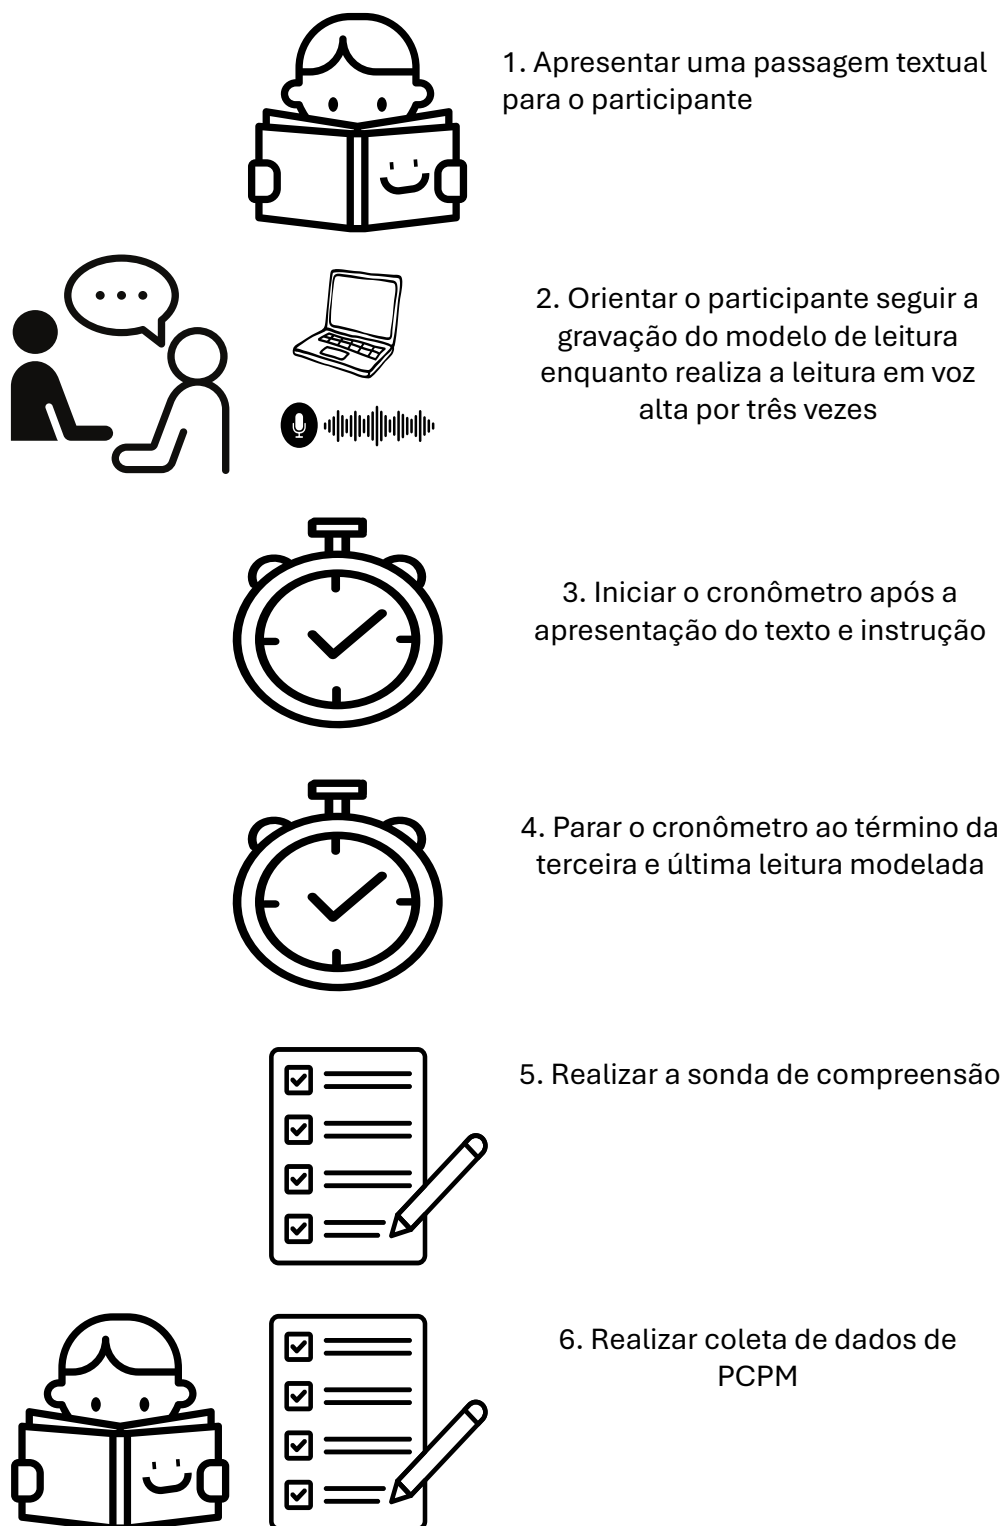 1. Apresentar uma passagem textual
para o participante
2. Orientar o participante seguir a
gravação do modelo de leitura
enquanto realiza a leitura em voz
alta por três vezes
3. Iniciar o cronômetro após a
apresentação do texto e instrução
4. Parar o cronômetro ao término da
terceira e última leitura modelada
5. Realizar a sonda de compreensão
6. Realizar coleta de dados de
PCPM